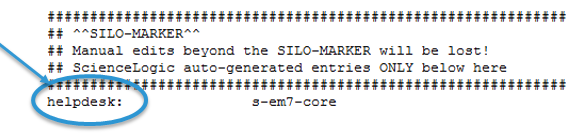 ################################################################
## ^^SILO-MARKER^^
## Manual edits beyond the SILO-MARKER will be lost!
## ScienceLogic auto-generated entries ONLY below here
################################################################
helpdesk: s-em7-core